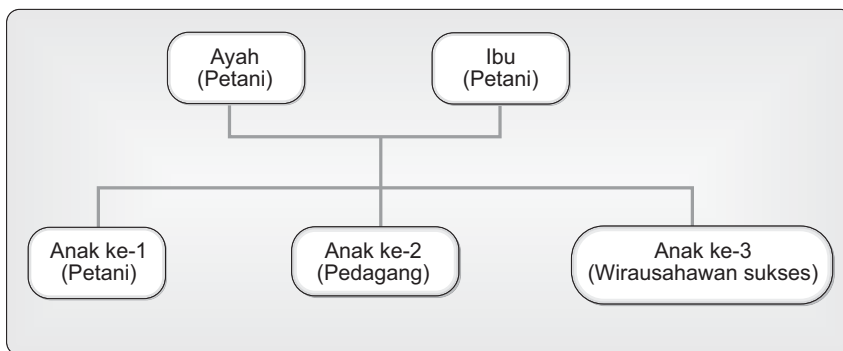 Ayah
(Petani)
Ibu
(Petani)
Anak ke-1
(Petani)
Anak ke-2
(Pedagang)
Anak ke-3
(Wirausahawan sukses)